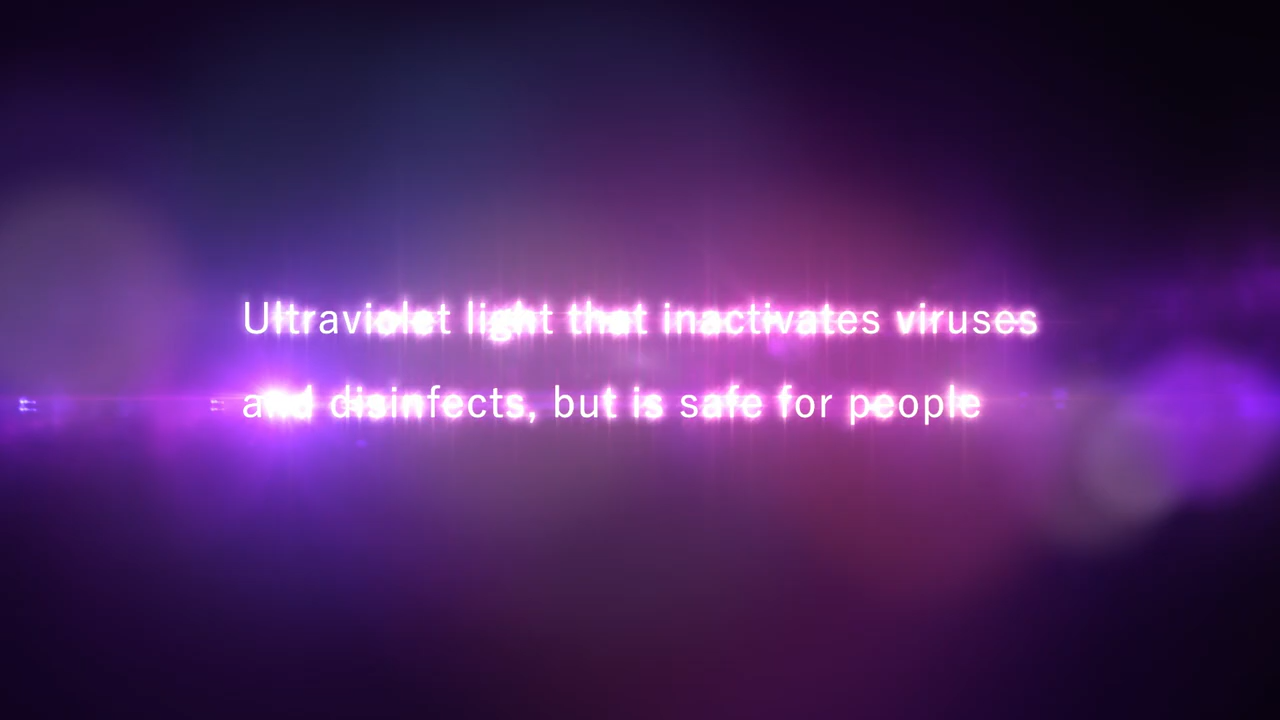 Ultraviolet light that inactivates viruses
and disinfects, but is safe for people